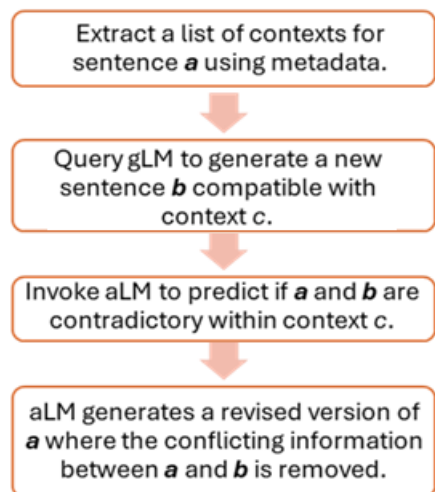 Extract a list of contexts for
sentence a using metadata.
Query gLM to generate a new
sentence b compatible with
context c.
Invoke aLM to predict if a and b are
contradictory within context c.
aLM generates a revised version of
a where the conflicting information
between a and b is removed.